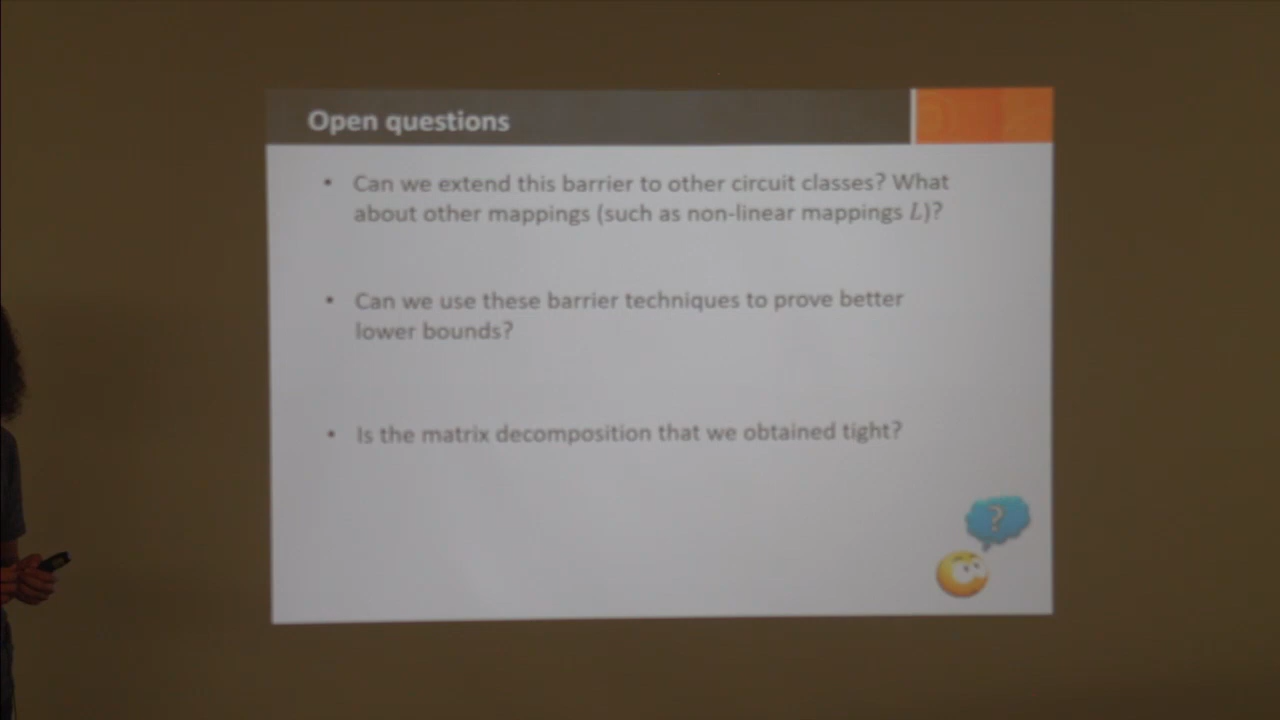 Open questions
• Can we extend this barrier to other circuit classes? What
about other mappings (such as non-linear mappings L)?
• Can we use these barrier techniques to prove better
lower bounds?
• Is the matrix decomposition that we obtained tight?
?